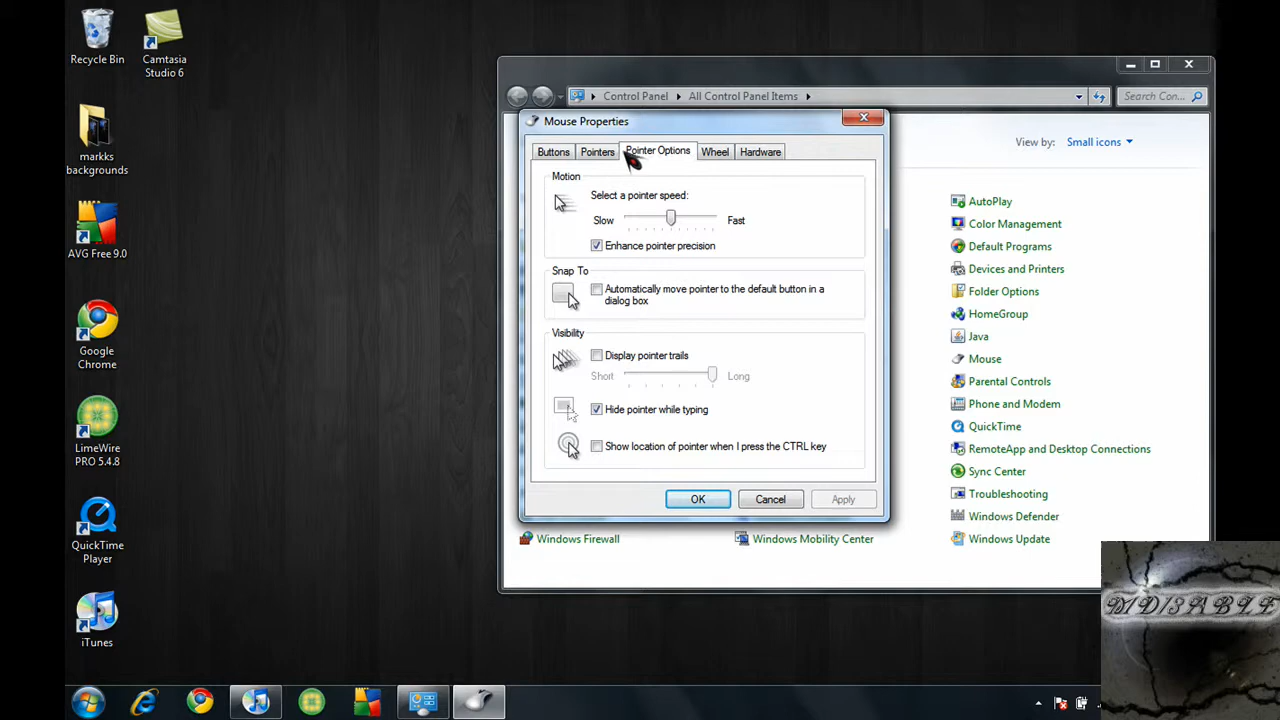 Recycle Bin
Camtasia
Studio 6
markks
backgrounds
AVG Free 9.0
Google
Chrome
LimeWire
PRO 5.4.8
QuickTime
Player
iTunes
Control Panel
All Control Panel Items
Search Con...
View by:
Small icons
Mouse Properties
Buttons
Pointers
Pointer Options
Wheel
Hardware
Motion
Select a pointer speed:
Slow
Fast
Enhance pointer precision
Snap To
Automatically move pointer to the default button in a
dialog box
Visibility
Display pointer trails
Short
Long
Hide pointer while typing
Show location of pointer when I press the CTRL key
OK
Cancel
Apply
AutoPlay
Color Management
Default Programs
Devices and Printers
Folder Options
HomeGroup
Java
Mouse
Parental Controls
Phone and Modem
QuickTime
RemoteApp and Desktop Connections
Sync Center
Troubleshooting
Windows Defender
Windows Update
Windows Firewall
Windows Mobility Center